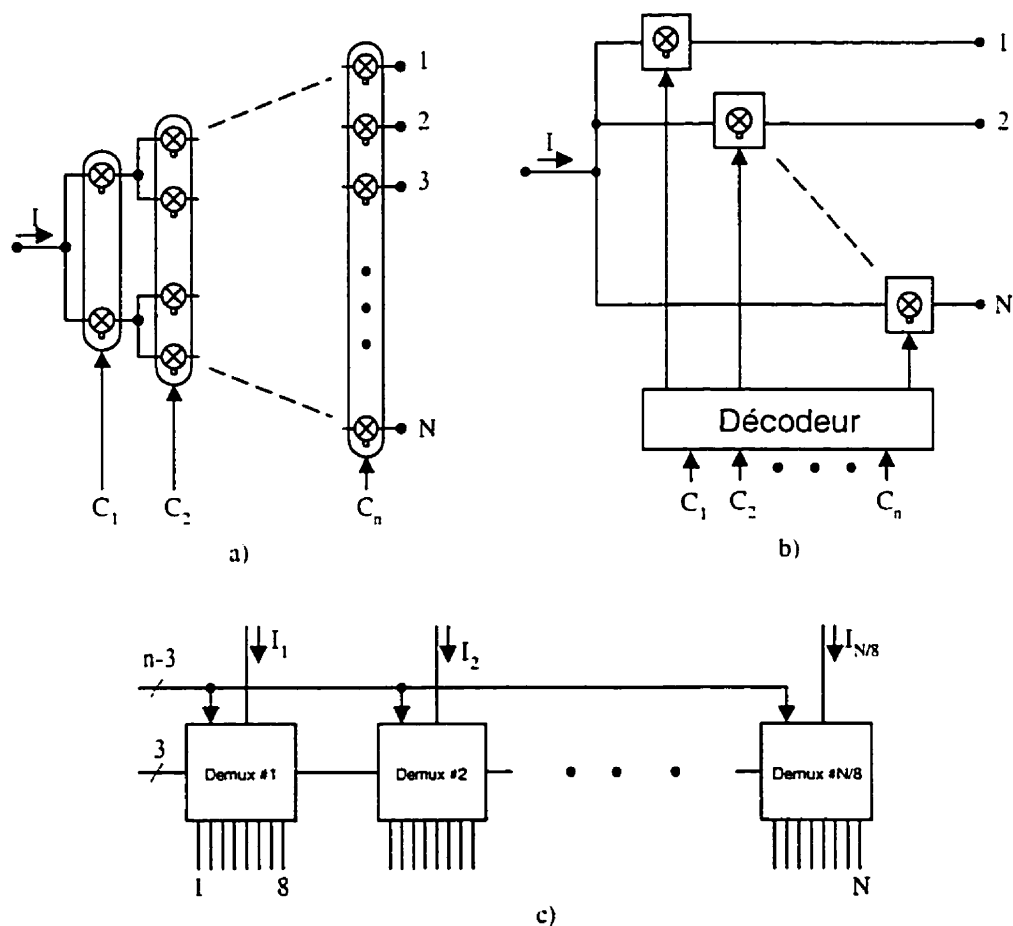 I
1
2
3
N
C1
C2
Cn
a)
I
1
2
N
Décodeur
C1
C2
Cn
b)
n-3
3
I1
I2
IN/8
Demux #1
Demux #2
Demux #N/8
1
8
N
c)